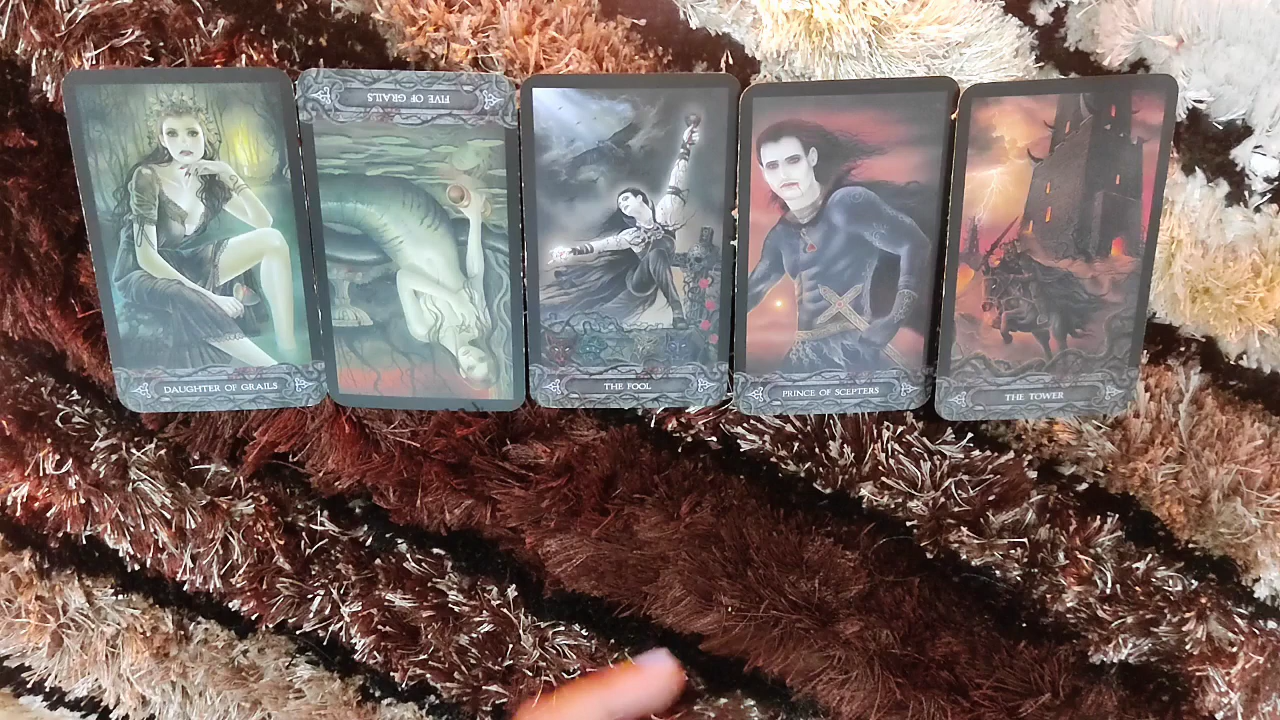 DAUGHTER OF GRAILS
FIVE OF GRAILS
THE FOOL
PRINCE OF SCEPTERS
THE TOWER